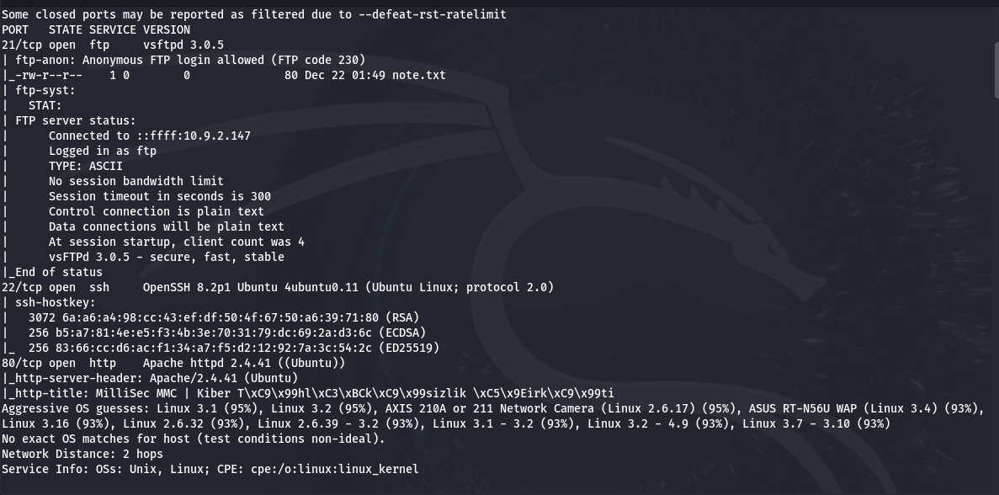 Some closed ports may be reported as filtered due to --defeat-rst-ratelimit
PORT   STATE SERVICE VERSION
21/tcp open  ftp     vsftpd 3.0.5
| ftp-anon: Anonymous FTP login allowed (FTP code 230)
|_-rw-r--r--    1 0        0              80 Dec 22 01:49 note.txt
| ftp-syst:
|   STAT:
| FTP server status:
|      Connected to ::ffff:10.9.2.147
|      Logged in as ftp
|      TYPE: ASCII
|      No session bandwidth limit
|      Session timeout in seconds is 300
|      Control connection is plain text
|      Data connections will be plain text
|      At session startup, client count was 4
|      vsFTPd 3.0.5 - secure, fast, stable
|_End of status
22/tcp open  ssh     OpenSSH 8.2p1 Ubuntu 4ubuntu0.11 (Ubuntu Linux; protocol 2.0)
| ssh-hostkey:
|   3072 6a:a6:a4:98:cc:43:ef:df:50:4f:67:50:a6:39:71:80 (RSA)
|   256 b5:a7:81:4e:e5:f3:4b:3e:70:31:79:dc:69:2a:d3:6c (ECDSA)
|_  256 83:66:cc:d6:ac:f1:34:a7:f5:d2:12:92:7a:3c:54:2c (ED25519)
80/tcp open  http    Apache httpd 2.4.41 ((Ubuntu))
|_http-server-header: Apache/2.4.41 (Ubuntu)
|_http-title: MilliSec MMC | Kiber T\xC9\x99hl\xC3\xBCk\xC9\x99sizlik \xC5\x9Eirk\xC9\x99ti
Aggressive OS guesses: Linux 3.1 (95%), Linux 3.2 (95%), AXIS 210A or 211 Network Camera (Linux 2.6.17) (95%), ASUS RT-N56U WAP (Linux 3.4) (93%),
Linux 3.16 (93%), Linux 2.6.32 (93%), Linux 2.6.39 - 3.2 (93%), Linux 3.1 - 3.2 (93%), Linux 3.2 - 4.9 (93%), Linux 3.7 - 3.10 (93%)
No exact OS matches for host (test conditions non-ideal).
Network Distance: 2 hops
Service Info: OSs: Unix, Linux; CPE: cpe:/o:linux:linux_kernel